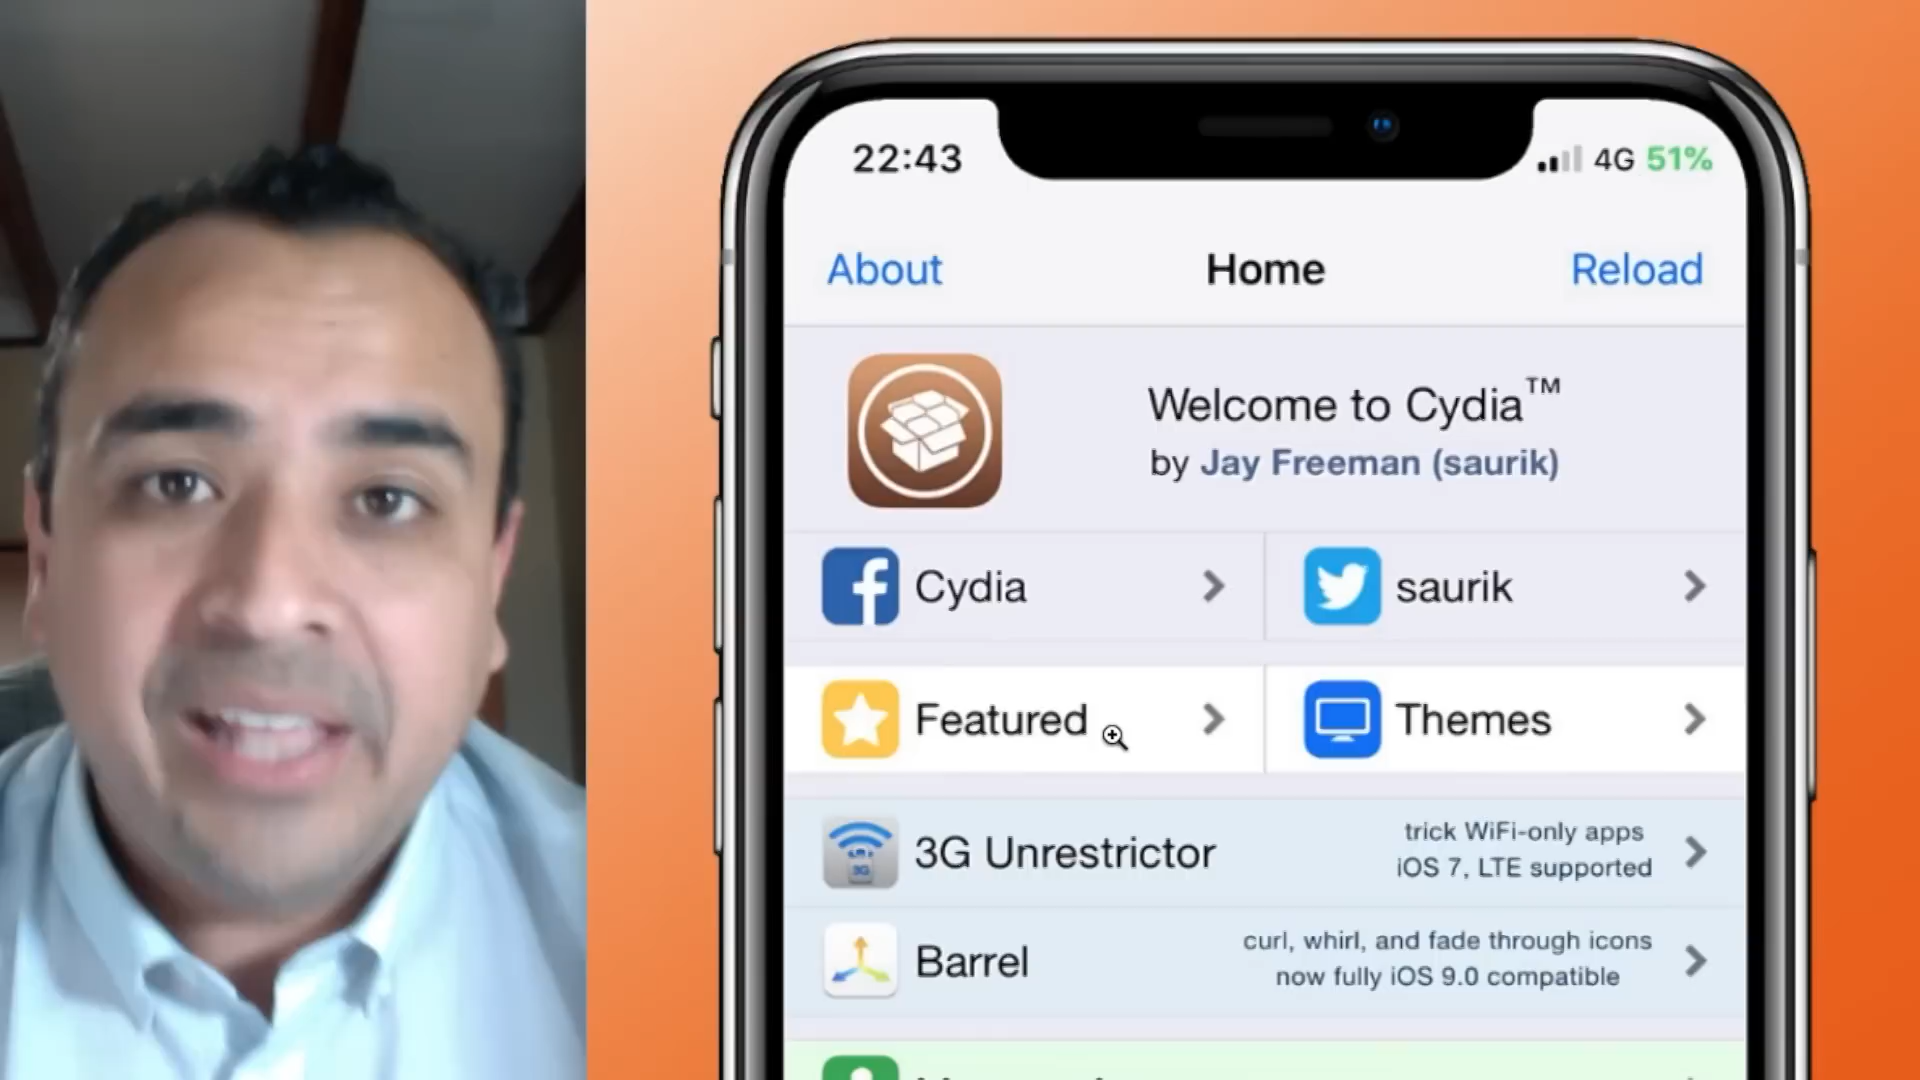 22:43
4G 51%
About
Home
Reload
Welcome to Cydia™
by Jay Freeman (saurik)
Cydia
saurik
Featured
Themes
3G
3G Unrestrictor
trick WiFi-only apps
iOS 7, LTE supported
Barrel
curl, whirl, and fade through icons
now fully iOS 9.0 compatible